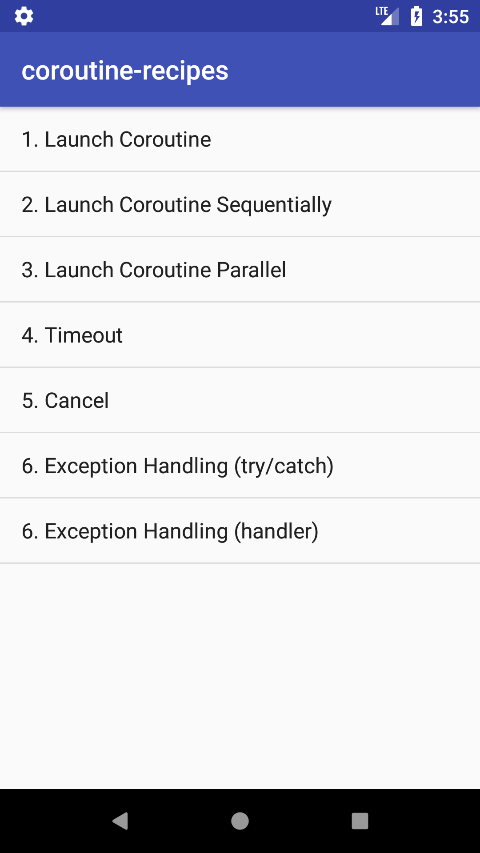 LTE 3:55
coroutine-recipes
1. Launch Coroutine
2. Launch Coroutine Sequentially
3. Launch Coroutine Parallel
4. Timeout
5. Cancel
6. Exception Handling (try/catch)
6. Exception Handling (handler)